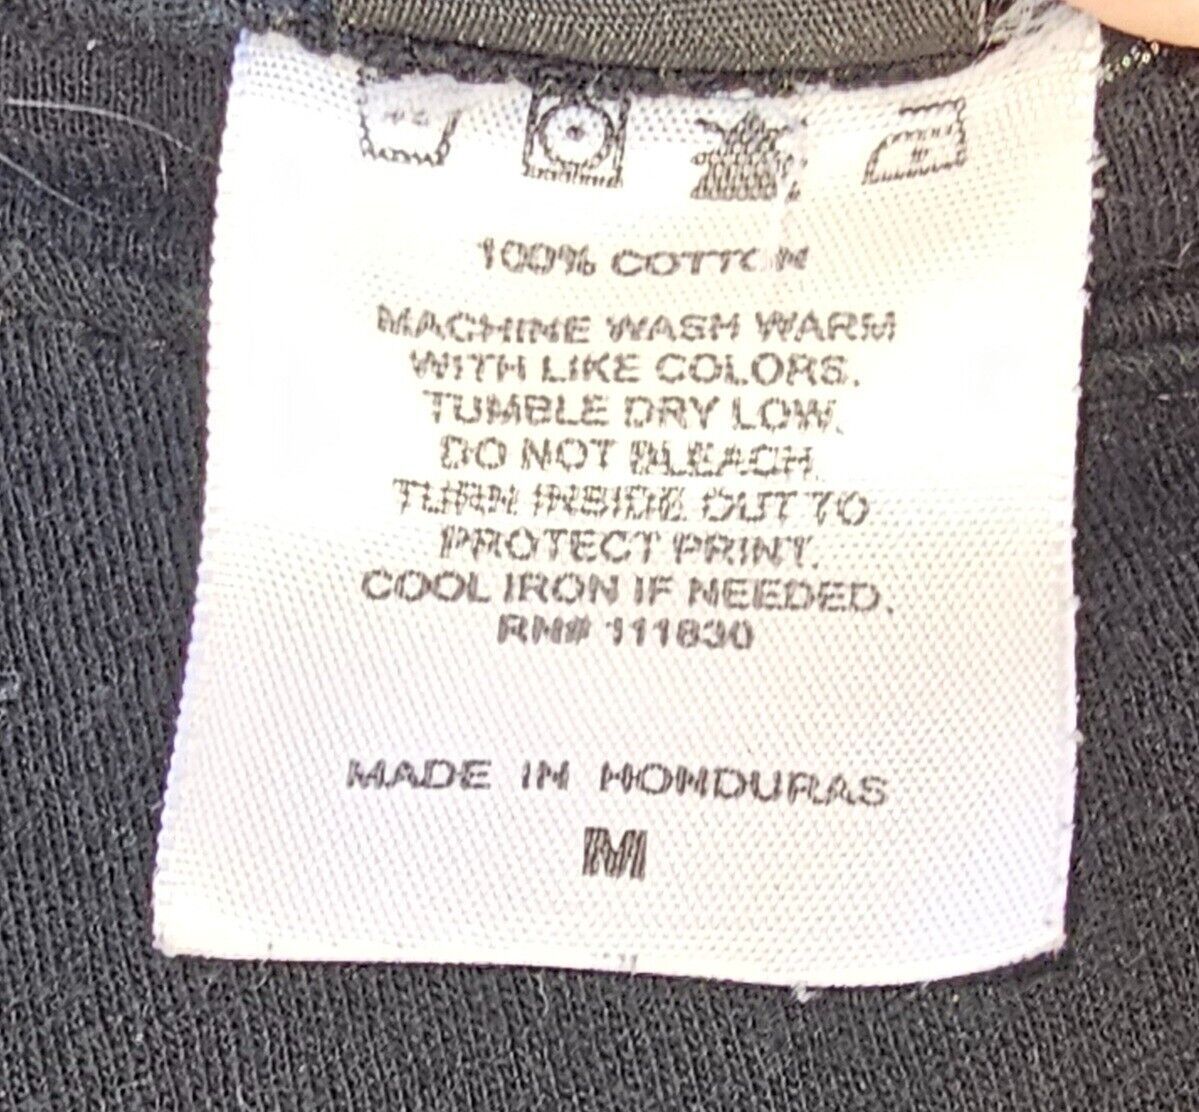 100% COTTON
MACHINE WASH WARM
WITH LIKE COLORS.
TUMBLE DRY LOW.
DO NOT BLEACH.
TURN INSIDE OUT TO
PROTECT PRINT.
COOL IRON IF NEEDED.
RN# 111830
MADE IN HONDURAS
M